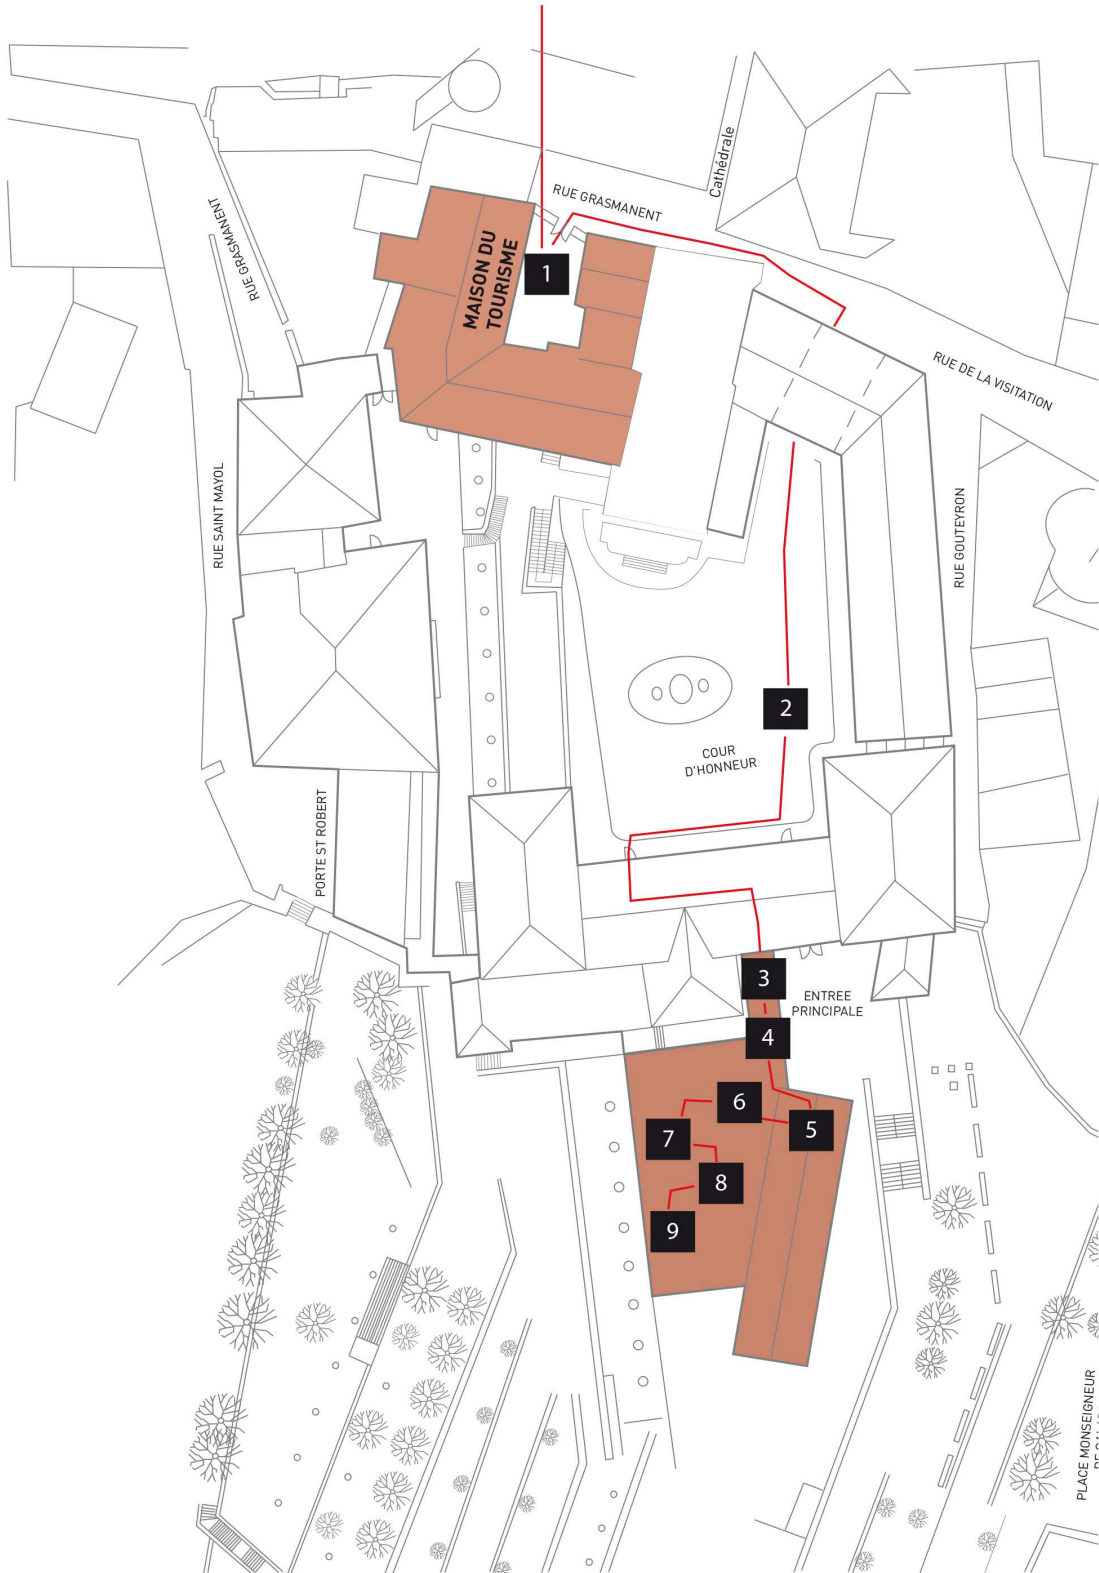 Cathédrale
RUE GRASMANENT
RUE GRASMANENT
MAISON DU
TOURISME
1
RUE DE LA VISITATION
RUE SAINT MAYOL
RUE GOUTEYRON
2
COUR
D'HONNEUR
PORTE ST ROBERT
3
ENTREE
PRINCIPALE
4
6
5
7
8
9
PLACE MONSEIGNEUR